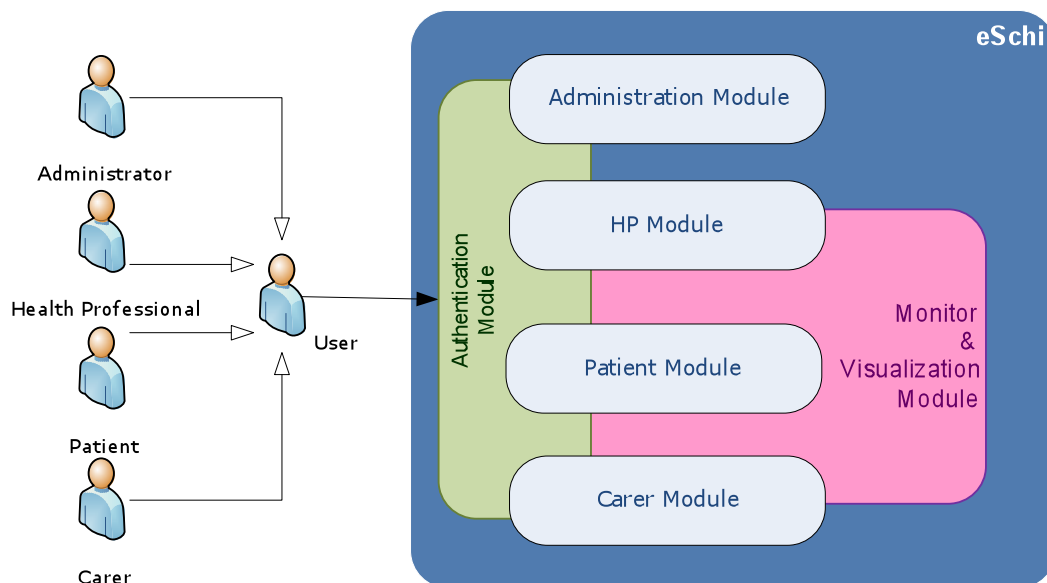 eSchi
Administration Module
Administrator
HP Module
Authentication
Module
Health Professional
User
Monitor
&
Visualization
Module
Patient Module
Patient
Carer Module
Carer